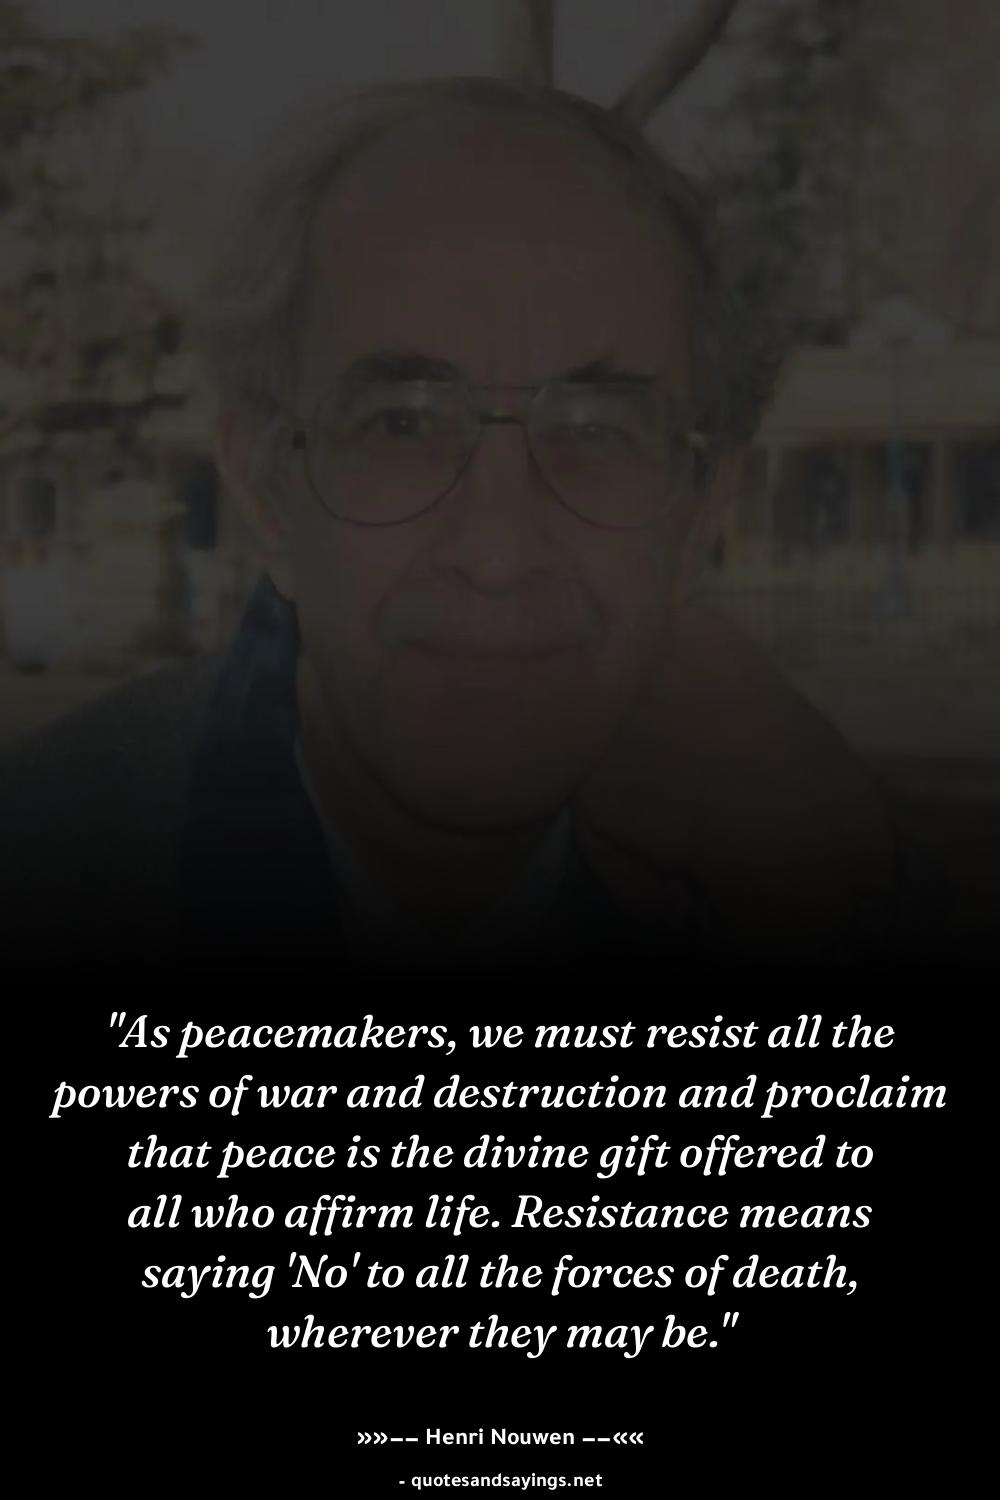 "As peacemakers, we must resist all the
powers of war and destruction and proclaim
that peace is the divine gift offered to
all who affirm life. Resistance means
saying 'No' to all the forces of death,
wherever they may be."
»»−− Henri Nouwen −−««
- quotesandsayings.net